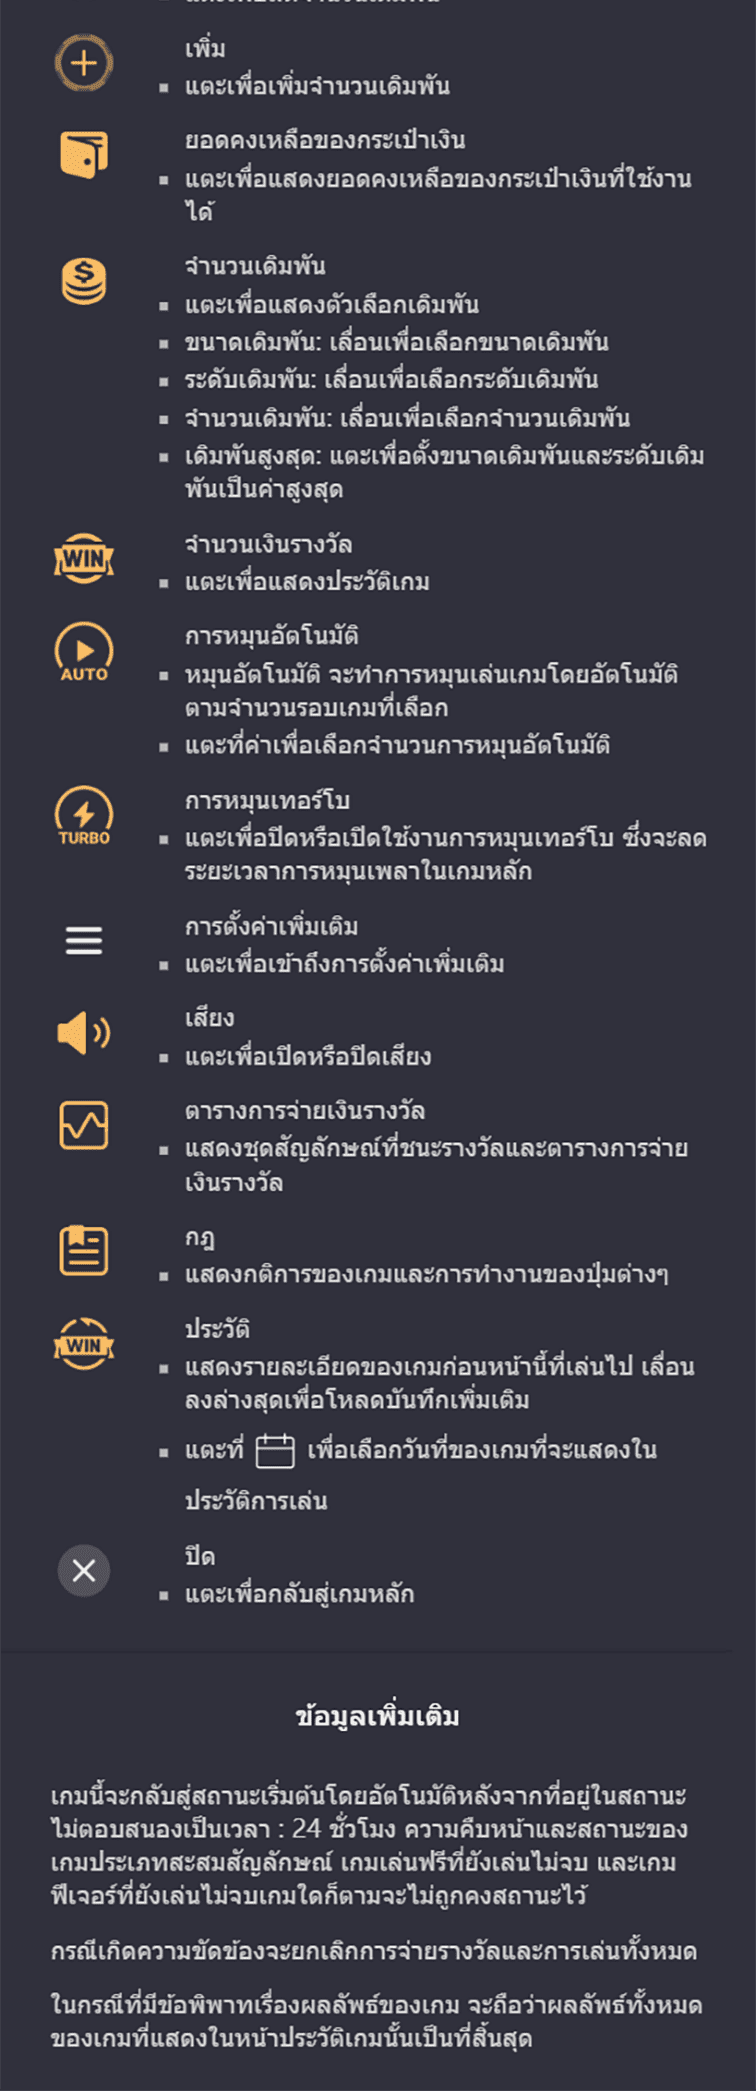 เพิ่ม
▪ แตะเพื่อเพิ่มจำนวนเดิมพัน
ยอดคงเหลือของกระเป๋าเงิน
▪ แตะเพื่อแสดงยอดคงเหลือของกระเป๋าเงินที่ใช้งาน
ได้
$
จำนวนเดิมพัน
▪ แตะเพื่อแสดงตัวเลือกเดิมพัน
▪ ขนาดเดิมพัน: เลื่อนเพื่อเลือกขนาดเดิมพัน
▪ ระดับเดิมพัน: เลื่อนเพื่อเลือกระดับเดิมพัน
▪ จำนวนเดิมพัน: เลื่อนเพื่อเลือกจำนวนเดิมพัน
▪ เดิมพันสูงสุด: แตะเพื่อตั้งขนาดเดิมพันและระดับเดิม
พันเป็นค่าสูงสุด
WIN
จำนวนเงินรางวัล
▪ แตะเพื่อแสดงประวัติเกม
AUTO
การหมุนอัตโนมัติ
▪ หมุนอัตโนมัติ จะทำการหมุนเล่นเกมโดยอัตโนมัติ
ตามจำนวนรอบเกมที่เลือก
▪ แตะที่ค่าเพื่อเลือกจำนวนการหมุนอัตโนมัติ
TURBO
การหมุนเทอร์โบ
▪ แตะเพื่อปิดหรือเปิดใช้งานการหมุนเทอร์โบ ซึ่งจะลด
ระยะเวลาการหมุนเพลาในเกมหลัก
การตั้งค่าเพิ่มเติม
▪ แตะเพื่อเข้าถึงการตั้งค่าเพิ่มเติม
เสียง
▪ แตะเพื่อเปิดหรือปิดเสียง
ตารางการจ่ายเงินรางวัล
▪ แสดงชุดสัญลักษณ์ที่ชนะรางวัลและตารางการจ่าย
เงินรางวัล
กฎ
▪ แสดงกติการของเกมและการทำงานของปุ่มต่างๆ
WIN
ประวัติ
▪ แสดงรายละเอียดของเกมก่อนหน้านี้ที่เล่นไป เลื่อน
ลงล่างสุดเพื่อโหลดบันทึกเพิ่มเติม
▪ แตะที่ เพื่อเลือกวันที่ของเกมที่จะแสดงใน
ประวัติการเล่น
ปิด
▪ แตะเพื่อกลับสู่เกมหลัก
ข้อมูลเพิ่มเติม
เกมนี้จะกลับสู่สถานะเริ่มต้นโดยอัตโนมัติหลังจากที่อยู่ในสถานะ
ไม่ตอบสนองเป็นเวลา : 24 ชั่วโมง ความคืบหน้าและสถานะของ
เกมประเภทสะสมสัญลักษณ์ เกมเล่นฟรีที่ยังเล่นไม่จบ และเกม
ฟีเจอร์ที่ยังเล่นไม่จบเกมใดก็ตามจะไม่ถูกคงสถานะไว้
กรณีเกิดความขัดข้องจะยกเลิกการจ่ายรางวัลและการเล่นทั้งหมด
ในกรณีที่มีข้อพิพาทเรื่องผลลัพธ์ของเกม จะถือว่าผลลัพธ์ทั้งหมด
ของเกมที่แสดงในหน้าประวัติเกมนั้นเป็นที่สิ้นสุด